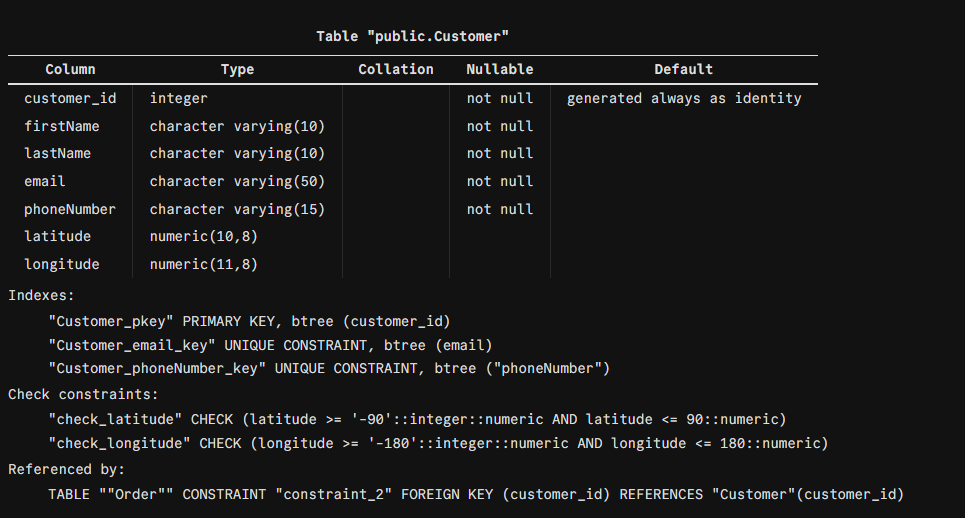 Table "public.Customer"
Column Type Collation Nullable Default
customer_id integer not null generated always as identity
firstName character varying(10) not null
lastName character varying(10) not null
email character varying(50) not null
phoneNumber character varying(15) not null
latitude numeric(10,8)
longitude numeric(11,8)
Indexes:
"Customer_pkey" PRIMARY KEY, btree (customer_id)
"Customer_email_key" UNIQUE CONSTRAINT, btree (email)
"Customer_phoneNumber_key" UNIQUE CONSTRAINT, btree ("phoneNumber")
Check constraints:
"check_latitude" CHECK (latitude >= '-90'::integer::numeric AND latitude <= 90::numeric)
"check_longitude" CHECK (longitude >= '-180'::integer::numeric AND longitude <= 180::numeric)
Referenced by:
TABLE ""Order"" CONSTRAINT "constraint_2" FOREIGN KEY (customer_id) REFERENCES "Customer"(customer_id)